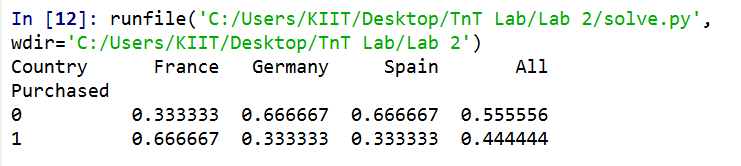 In [12]: runfile('C:/Users/KIIT/Desktop/TnT Lab/Lab 2/solve.py',
wdir='C:/Users/KIIT/Desktop/TnT Lab/Lab 2')
Country France Germany Spain All
Purchased
0 0.333333 0.666667 0.666667 0.555556
1 0.666667 0.333333 0.333333 0.444444